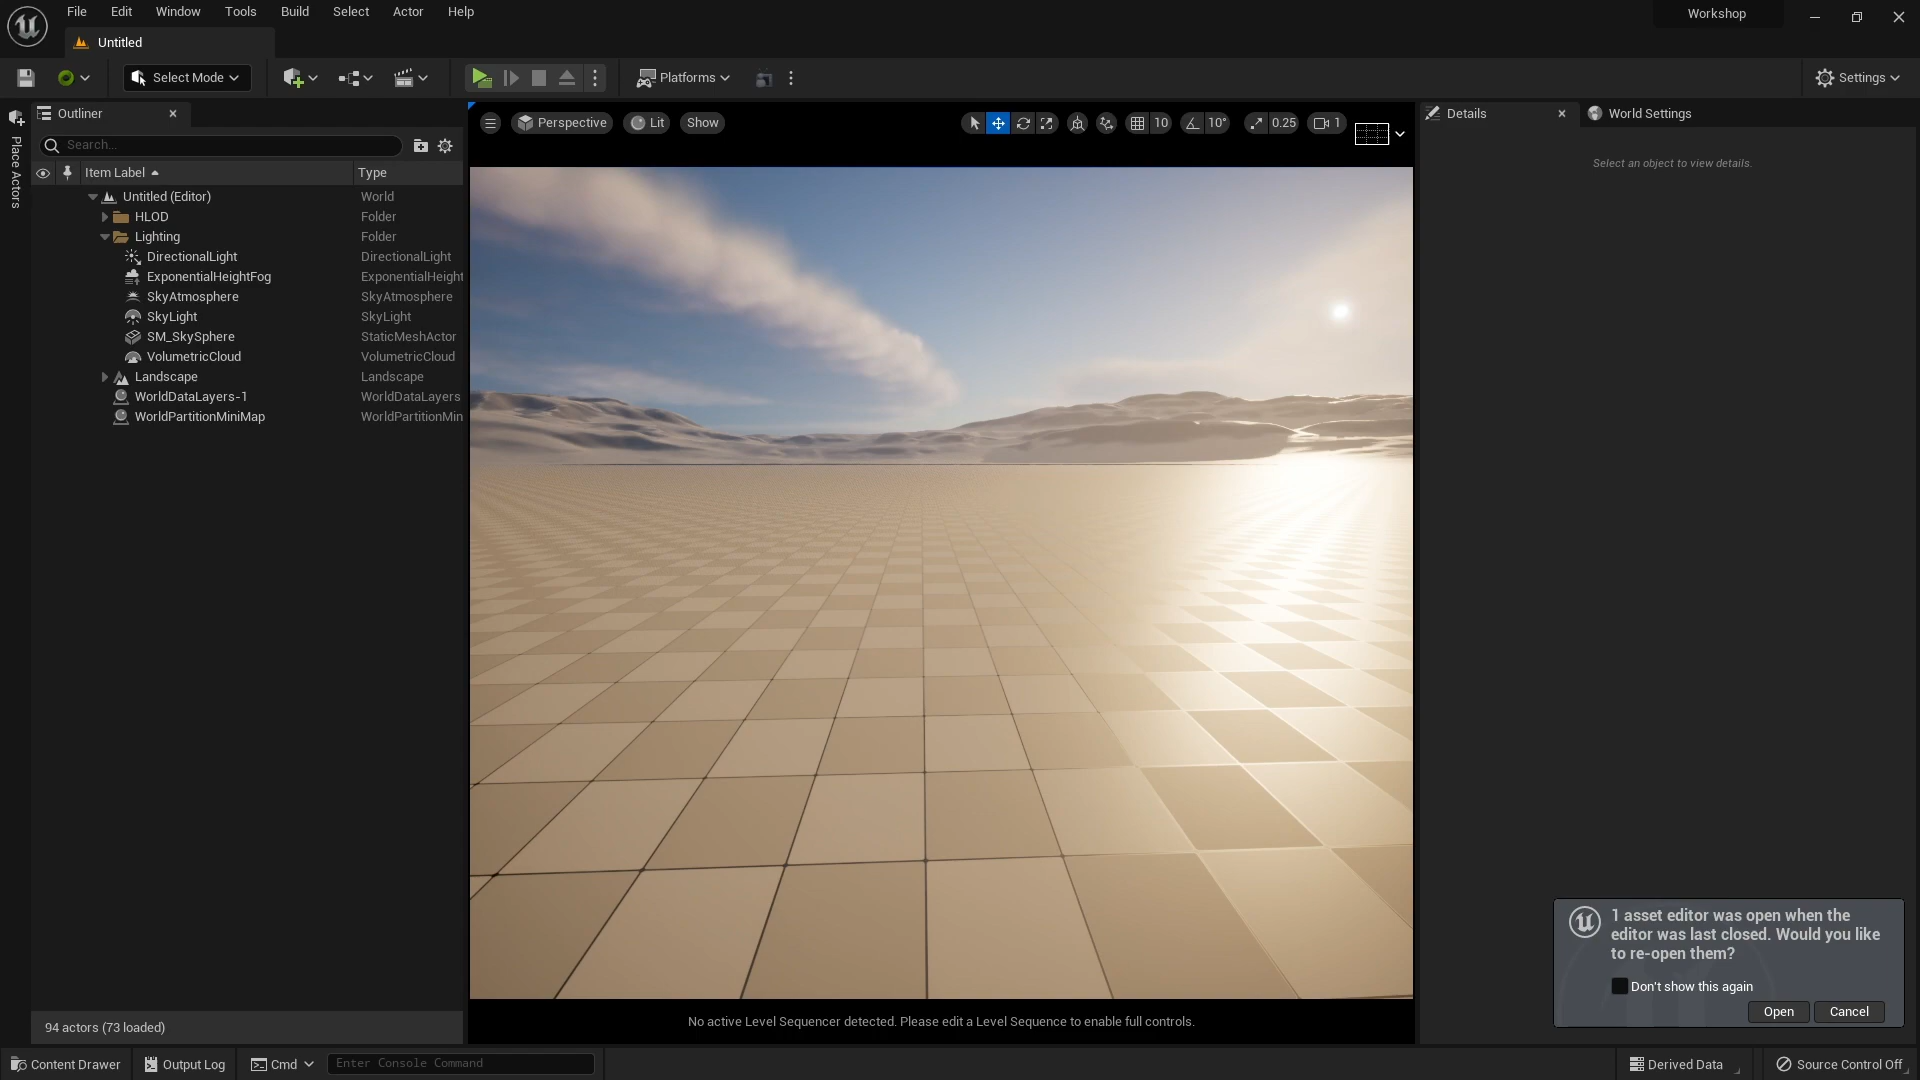 File Edit Window Tools Build Select Actor Help
Workshop
Untitled
Select Mode
Platforms
Settings
Place Actors
Outliner
Search...
Item Label Type
Untitled (Editor) World
HLOD Folder
Lighting Folder
DirectionalLight DirectionalLight
ExponentialHeightFog ExponentialHeight
SkyAtmosphere SkyAtmosphere
SkyLight SkyLight
SM_SkySphere StaticMeshActor
VolumetricCloud VolumetricCloud
Landscape Landscape
WorldDataLayers-1 WorldDataLayers
WorldPartitionMiniMap WorldPartitionMin
94 actors (73 loaded)
Perspective Lit Show 10 10° 0.25 1
No active Level Sequencer detected. Please edit a Level Sequence to enable full controls.
Details World Settings
Select an object to view details.
1 asset editor was open when the
editor was last closed. Would you like
to re-open them?
Don't show this again
Open Cancel
Content Drawer Output Log Cmd Enter Console Command Derived Data Source Control Off